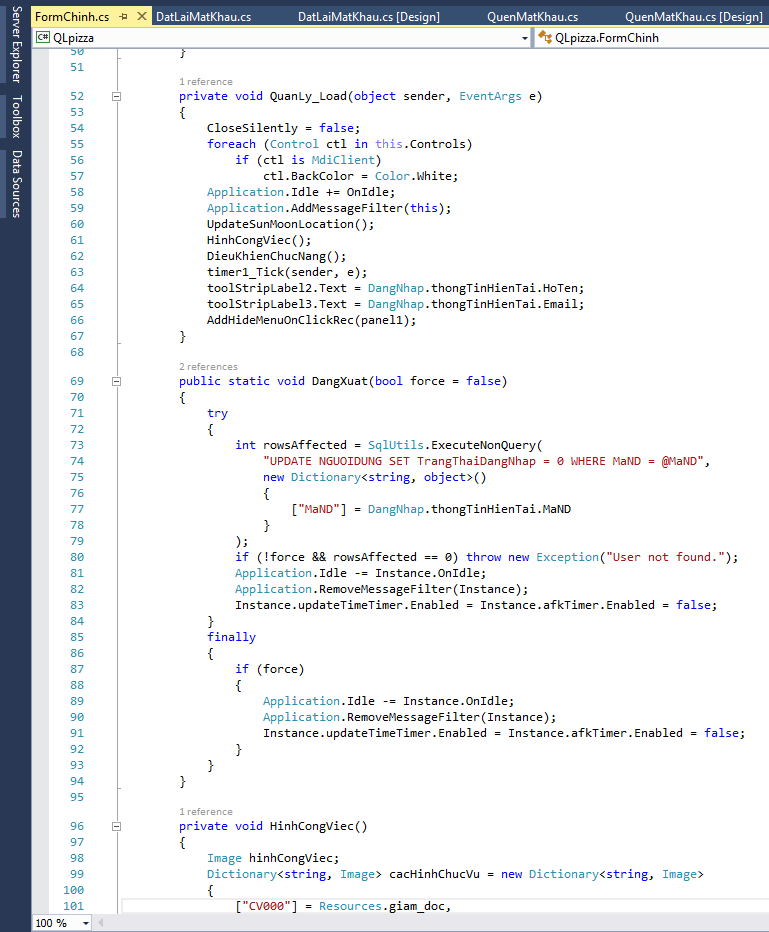 FormChinh.cs DatLaiMatKhau.cs DatLaiMatKhau.cs [Design] QuenMatKhau.cs QuenMatKhau.cs [Design]
Server Explorer
Toolbox
Data Sources
C# QLpizza QLpizza.FormChinh
50 }
51
1 reference
52 private void QuanLy_Load(object sender, EventArgs e)
53 {
54 CloseSilently = false;
55 foreach (Control ctl in this.Controls)
56 if (ctl is MdiClient)
57 ctl.BackColor = Color.White;
58 Application.Idle += OnIdle;
59 Application.AddMessageFilter(this);
60 UpdateSunMoonLocation();
61 HinhCongViec();
62 DieuKhienChucNang();
63 timer1_Tick(sender, e);
64 toolStripLabel2.Text = DangNhap.thongTinHienTai.HoTen;
65 toolStripLabel3.Text = DangNhap.thongTinHienTai.Email;
66 AddHideMenuOnClickRec(panel1);
67 }
68
2 references
69 public static void DangXuat(bool force = false)
70 {
71 try
72 {
73 int rowsAffected = SqlUtils.ExecuteNonQuery(
74 "UPDATE NGUOIDUNG SET TrangThaiDangNhap = 0 WHERE MaND = @MaND",
75 new Dictionary<string, object>()
76 {
77 ["MaND"] = DangNhap.thongTinHienTai.MaND
78 }
79 );
80 if (!force && rowsAffected == 0) throw new Exception("User not found.");
81 Application.Idle -= Instance.OnIdle;
82 Application.RemoveMessageFilter(Instance);
83 Instance.updateTimeTimer.Enabled = Instance.afkTimer.Enabled = false;
84 }
85 finally
86 {
87 if (force)
88 {
89 Application.Idle -= Instance.OnIdle;
90 Application.RemoveMessageFilter(Instance);
91 Instance.updateTimeTimer.Enabled = Instance.afkTimer.Enabled = false;
92 }
93 }
94 }
95
1 reference
96 private void HinhCongViec()
97 {
98 Image hinhCongViec;
99 Dictionary<string, Image> cacHinhChucVu = new Dictionary<string, Image>
100 {
101 ["CV000"] = Resources.giam_doc,
100 %